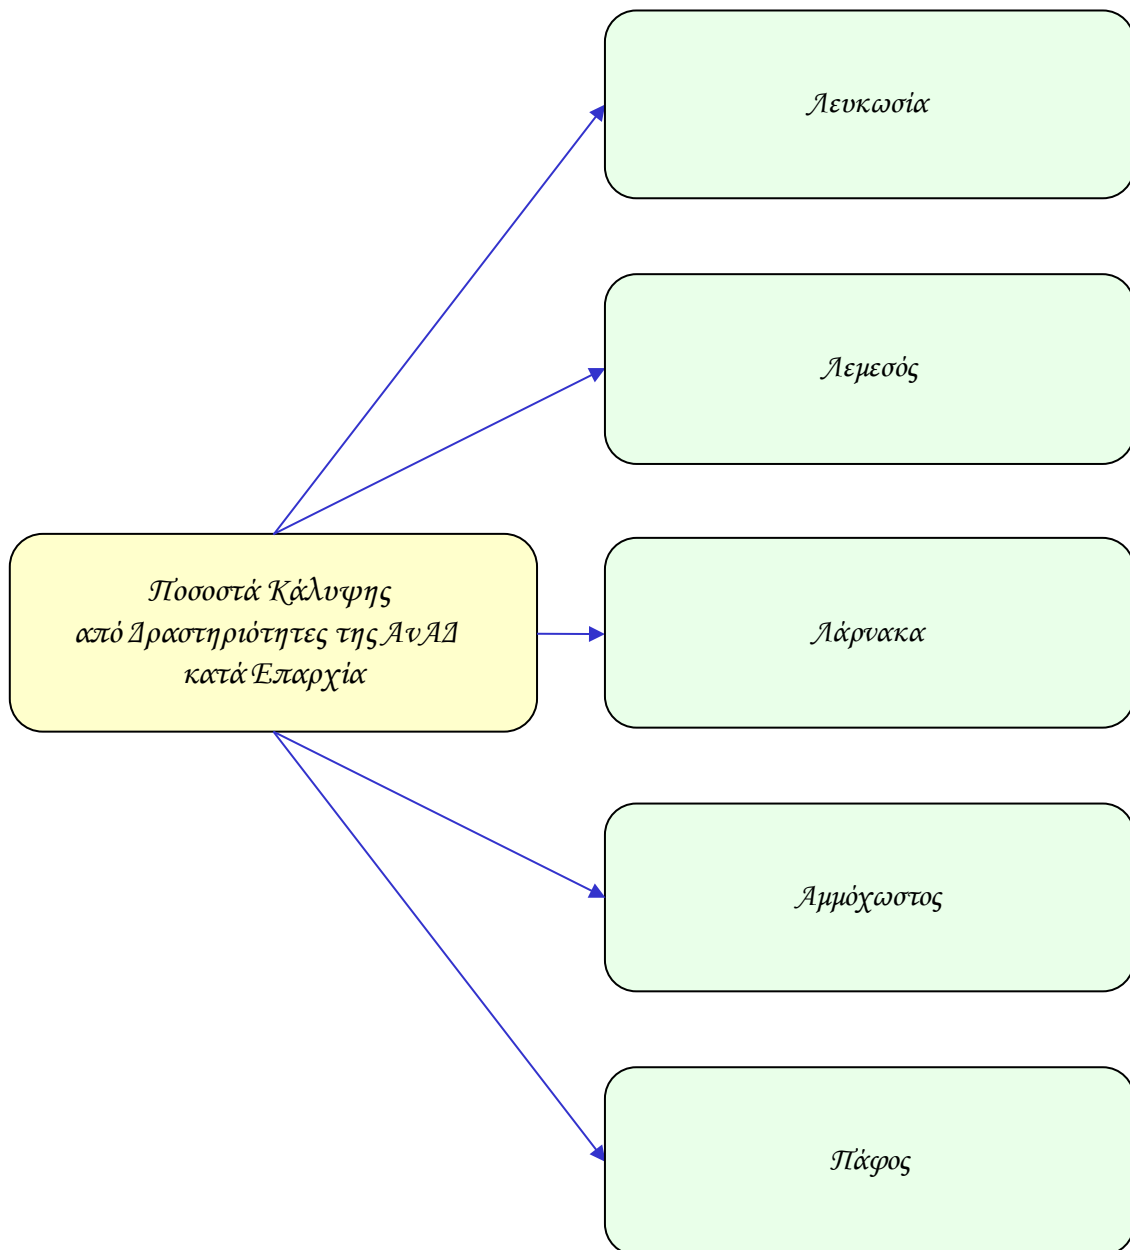 Λευκωσία
Λεμεσός
Ποσοστά Κάλυψης
από Δραστηριότητες της ΑνΑΔ
κατά Επαρχία
Λάρνακα
Αμμόχωστος
Πάφος